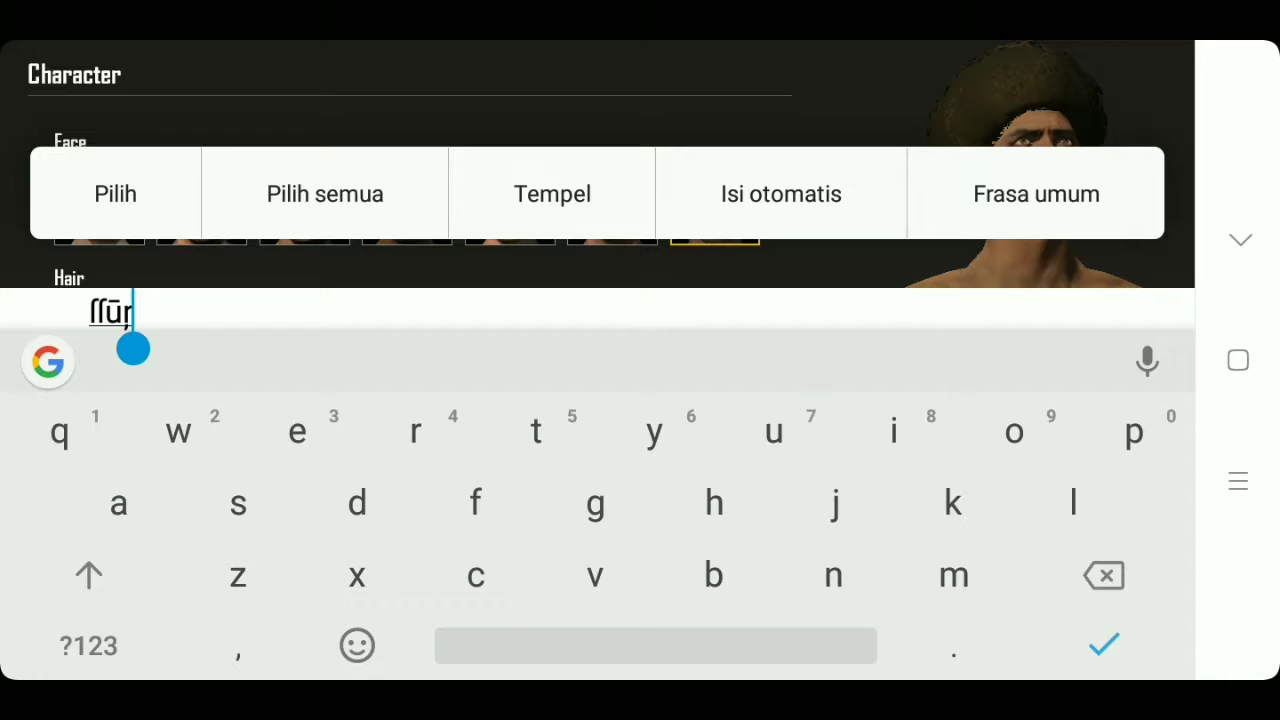 Character
Face
Pilih Pilih semua Tempel Isi otomatis Frasa umum
Hair
ſſūŗ
q 1 w 2 e 3 r 4 t 5 y 6 u 7 i 8 o 9 p 0
a s d f g h j k l
z x c v b n m
?123 , .